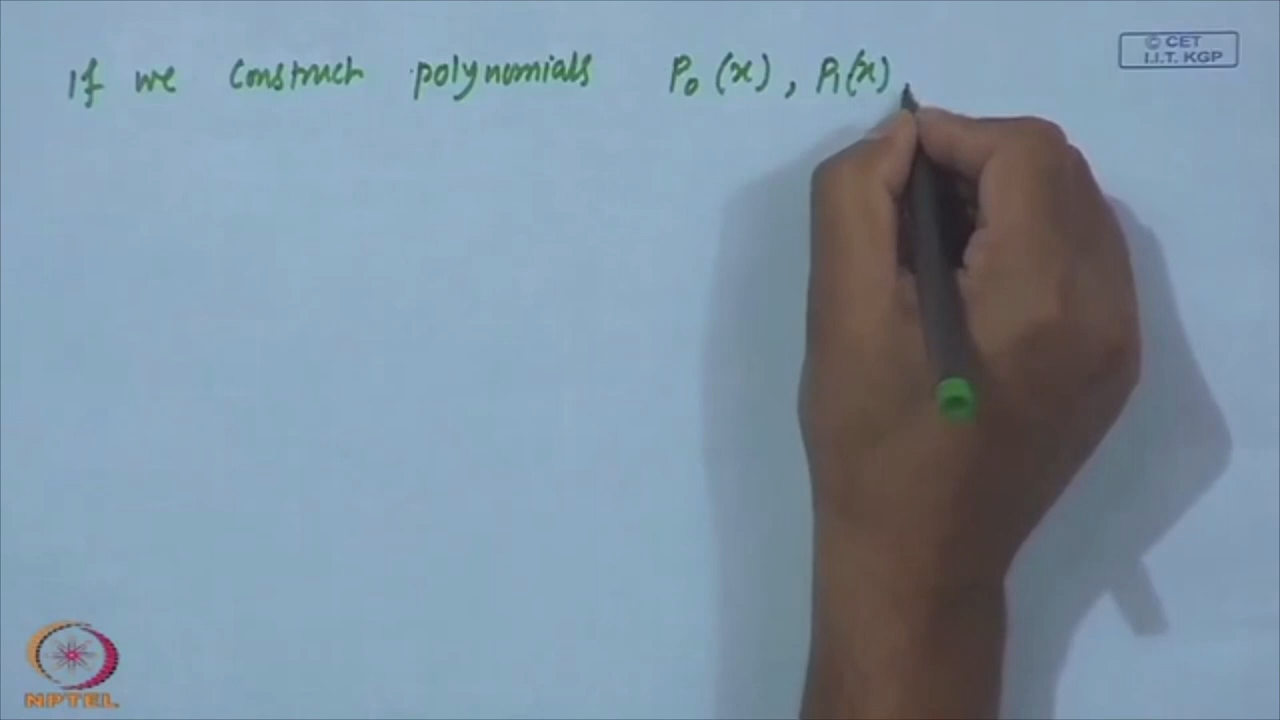 If we construct polynomials P₀(x), P₁(x)
© CET
I.I.T. KGP
NPTEL